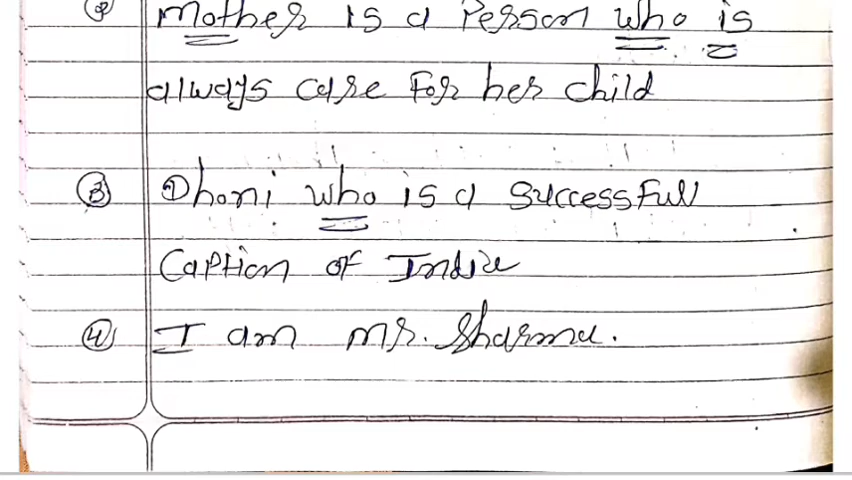 ② Mother is a Person who is
always care For her child
③ Dhoni who is a successfull
Caption of India
④ I am Mr. Sharma.